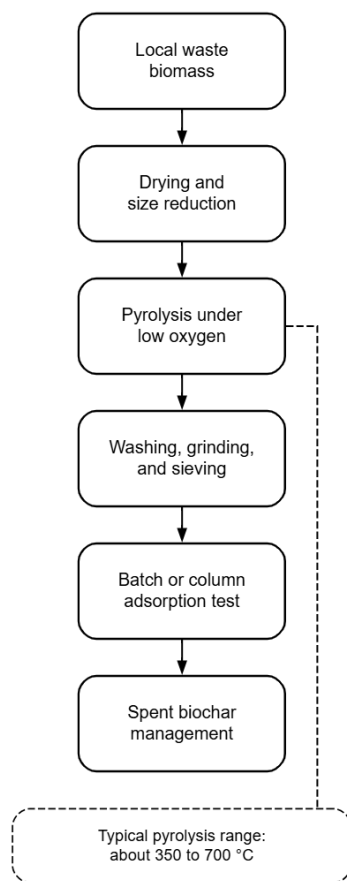 Local waste
biomass
Drying and
size reduction
Pyrolysis under
low oxygen
Washing, grinding,
and sieving
Batch or column
adsorption test
Spent biochar
management
Typical pyrolysis range:
about 350 to 700 °C